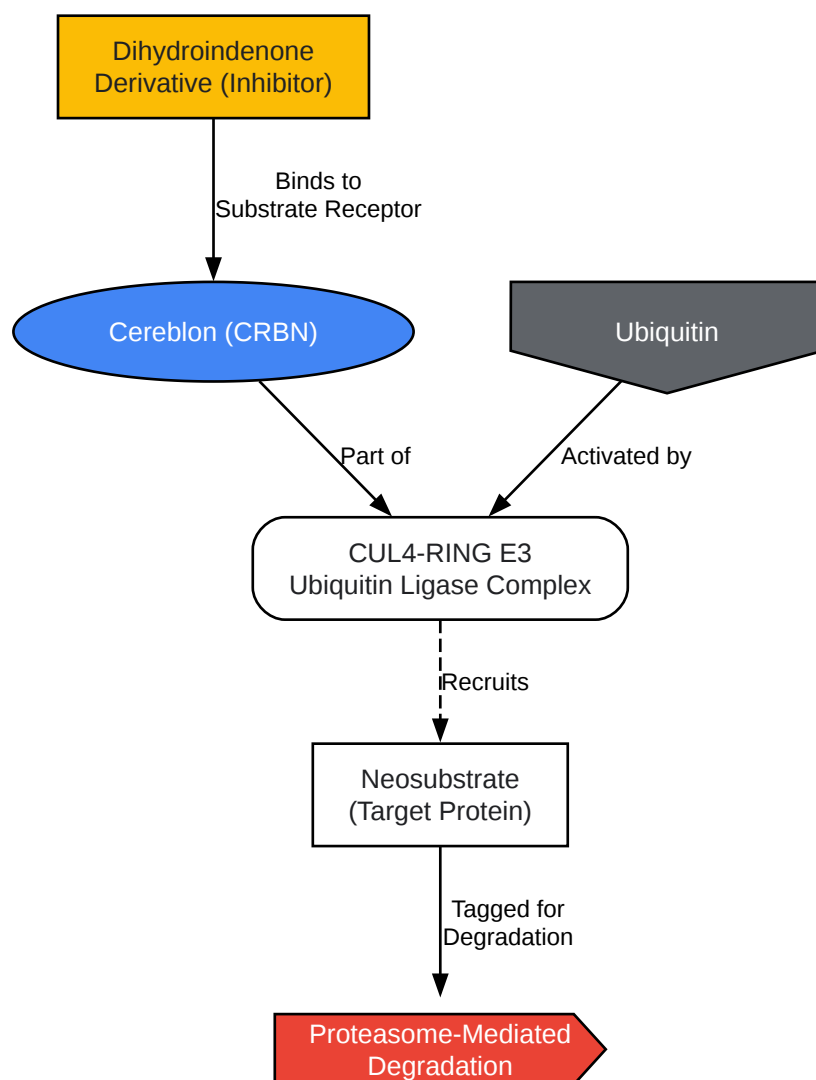 Dihydroindenone
Derivative (Inhibitor)
Binds to
Substrate Receptor
Cereblon (CRBN)
Ubiquitin
Part of
Activated by
CUL4-RING E3
Ubiquitin Ligase Complex
Recruits
Neosubstrate
(Target Protein)
Tagged for
Degradation
Proteasome-Mediated
Degradation